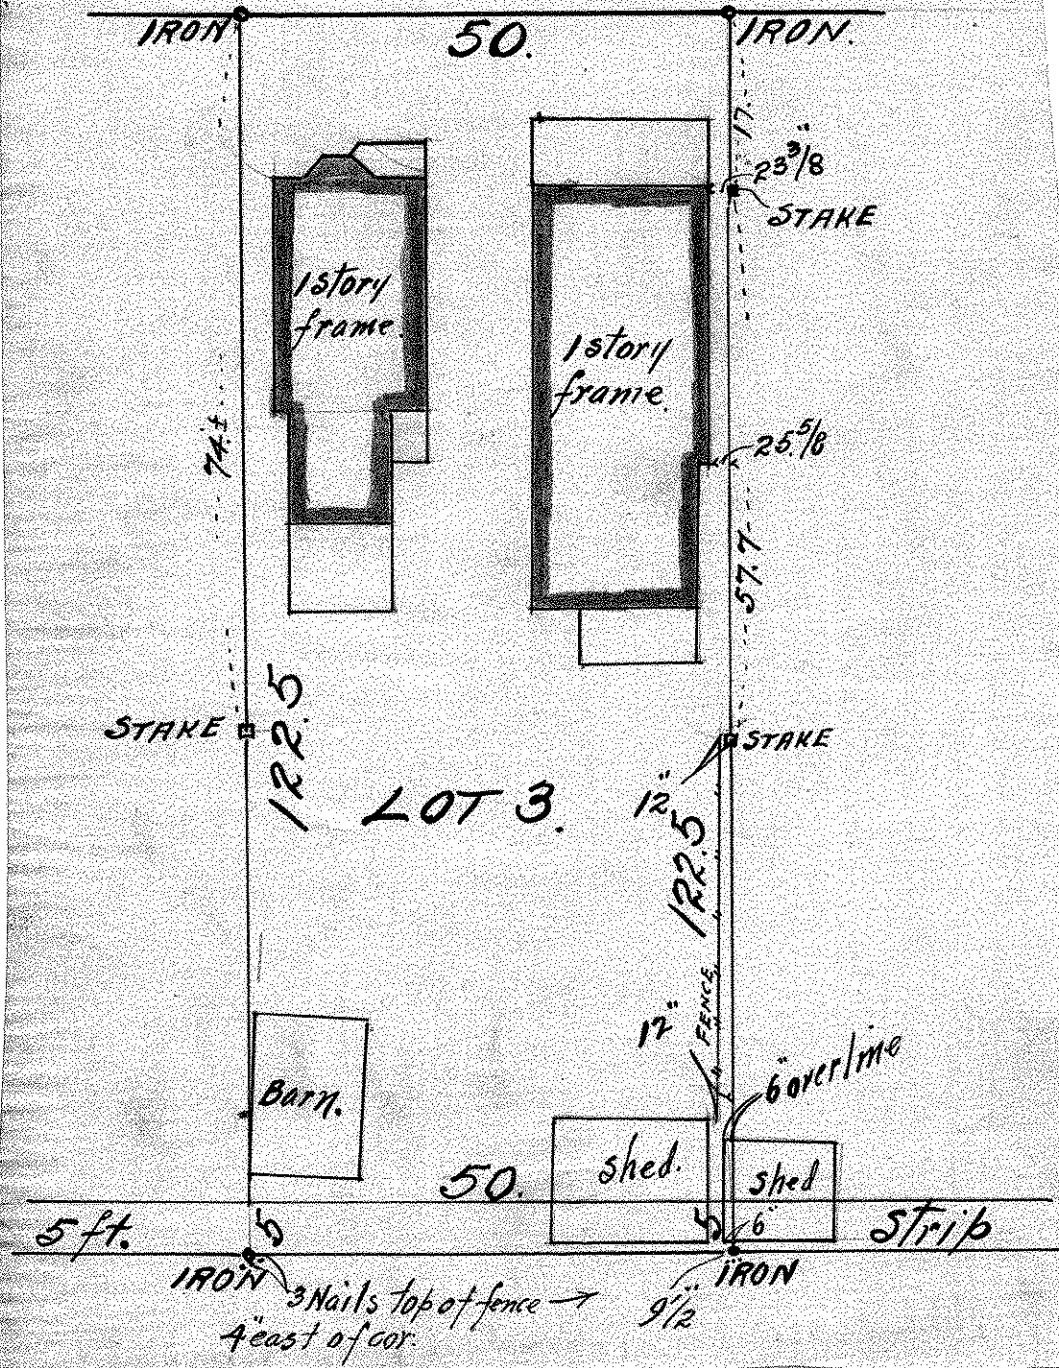 IRON
50.
IRON.
17.
23 3/8"
STAKE
1 story
frame.
1 story
frame.
25.5/8
74.±
57.7
STAKE
122.5
STAKE
12"
LOT 3.
122.5
FENCE
12"
6" over line
Barn.
shed.
shed
50.
5 ft.
5
5
6"
Strip
IRON
IRON
3 Nails top of fence
9 1/2"
4" east of cor.